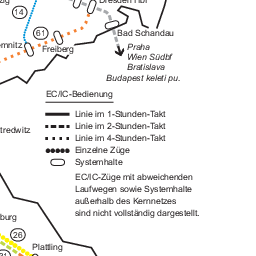 zig
Dresden Hbf
14
Bad Schandau
61
emnitz
Freiberg
Praha
Wien Südbf
Bratislava
Budapest keleti pu.
EC/IC-Bedienung
Linie im 1-Stunden-Takt
Linie im 2-Stunden-Takt
Linie im 4-Stunden-Takt
Einzelne Züge
Systemhalte
tredwitz
EC/IC-Züge mit abweichenden
Laufwegen sowie Systemhalte
außerhalb des Kernnetzes
sind nicht vollständig dargestellt.
burg
26
Plattling